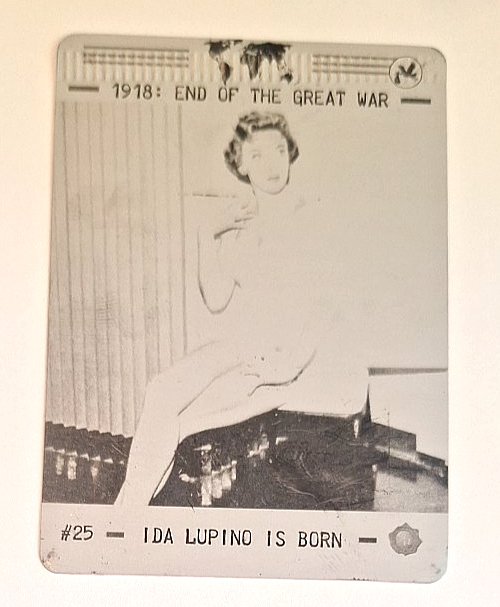 1918: END OF THE GREAT WAR
#25 — IDA LUPINO IS BORN —